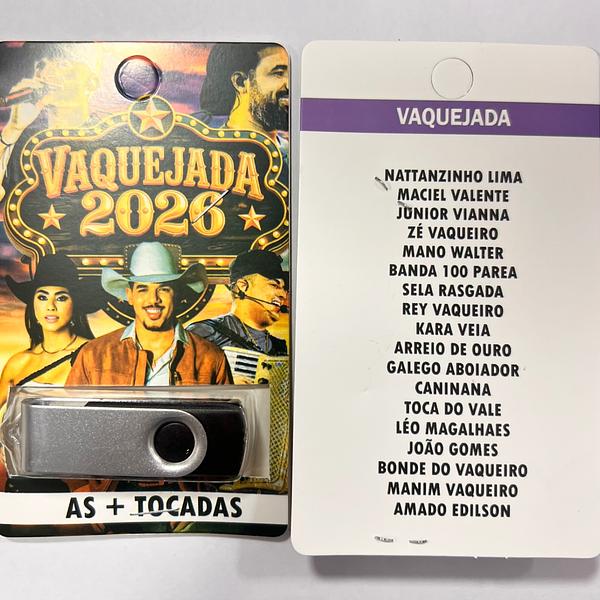 VAQUEJADA
2026
AS + TOCADAS
VAQUEJADA
NATTANZINHO LIMA
MACIEL VALENTE
JUNIOR VIANNA
ZÉ VAQUEIRO
MANO WALTER
BANDA 100 PAREA
SELA RASGADA
REY VAQUEIRO
KARA VEIA
ARREIO DE OURO
GALEGO ABOIADOR
CANINANA
TOCA DO VALE
LÉO MAGALHAES
JOÃO GOMES
BONDE DO VAQUEIRO
MANIM VAQUEIRO
AMADO EDILSON